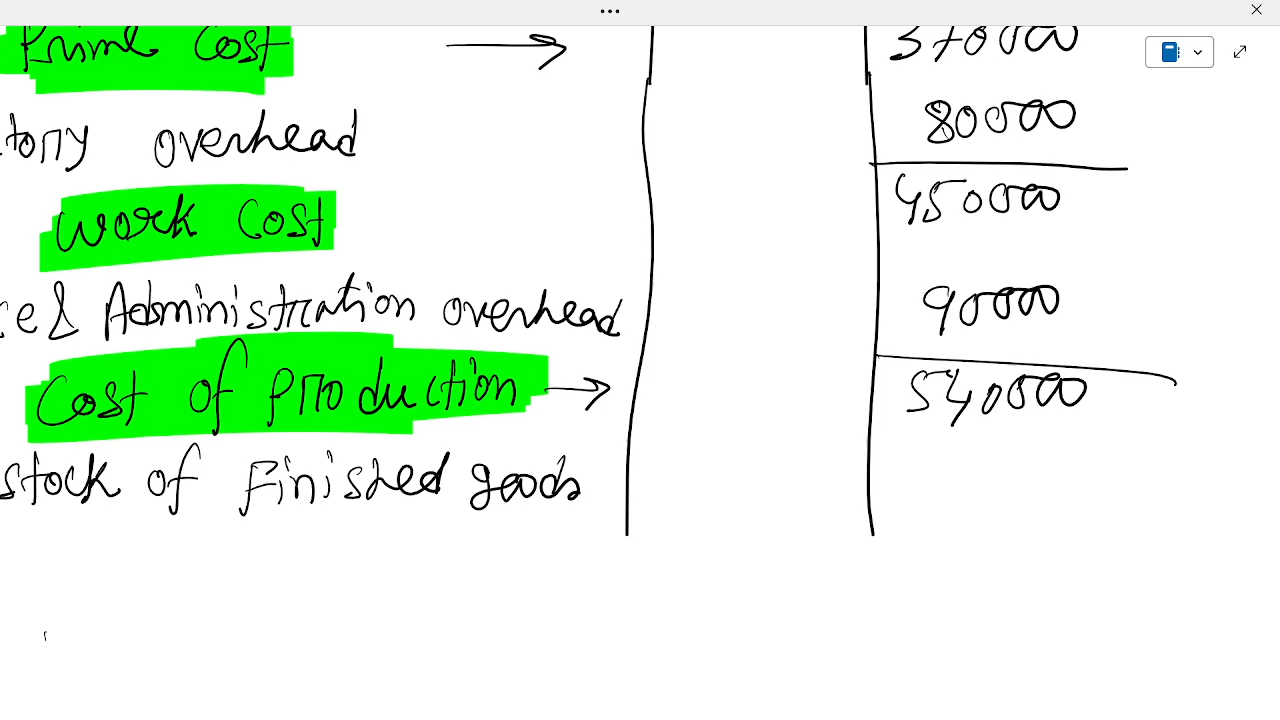 Prime Cost → 370000
tory overhead 80000
Work Cost 450000
ce & Administration overhead 90000
Cost of Production → 540000
stock of Finished goods